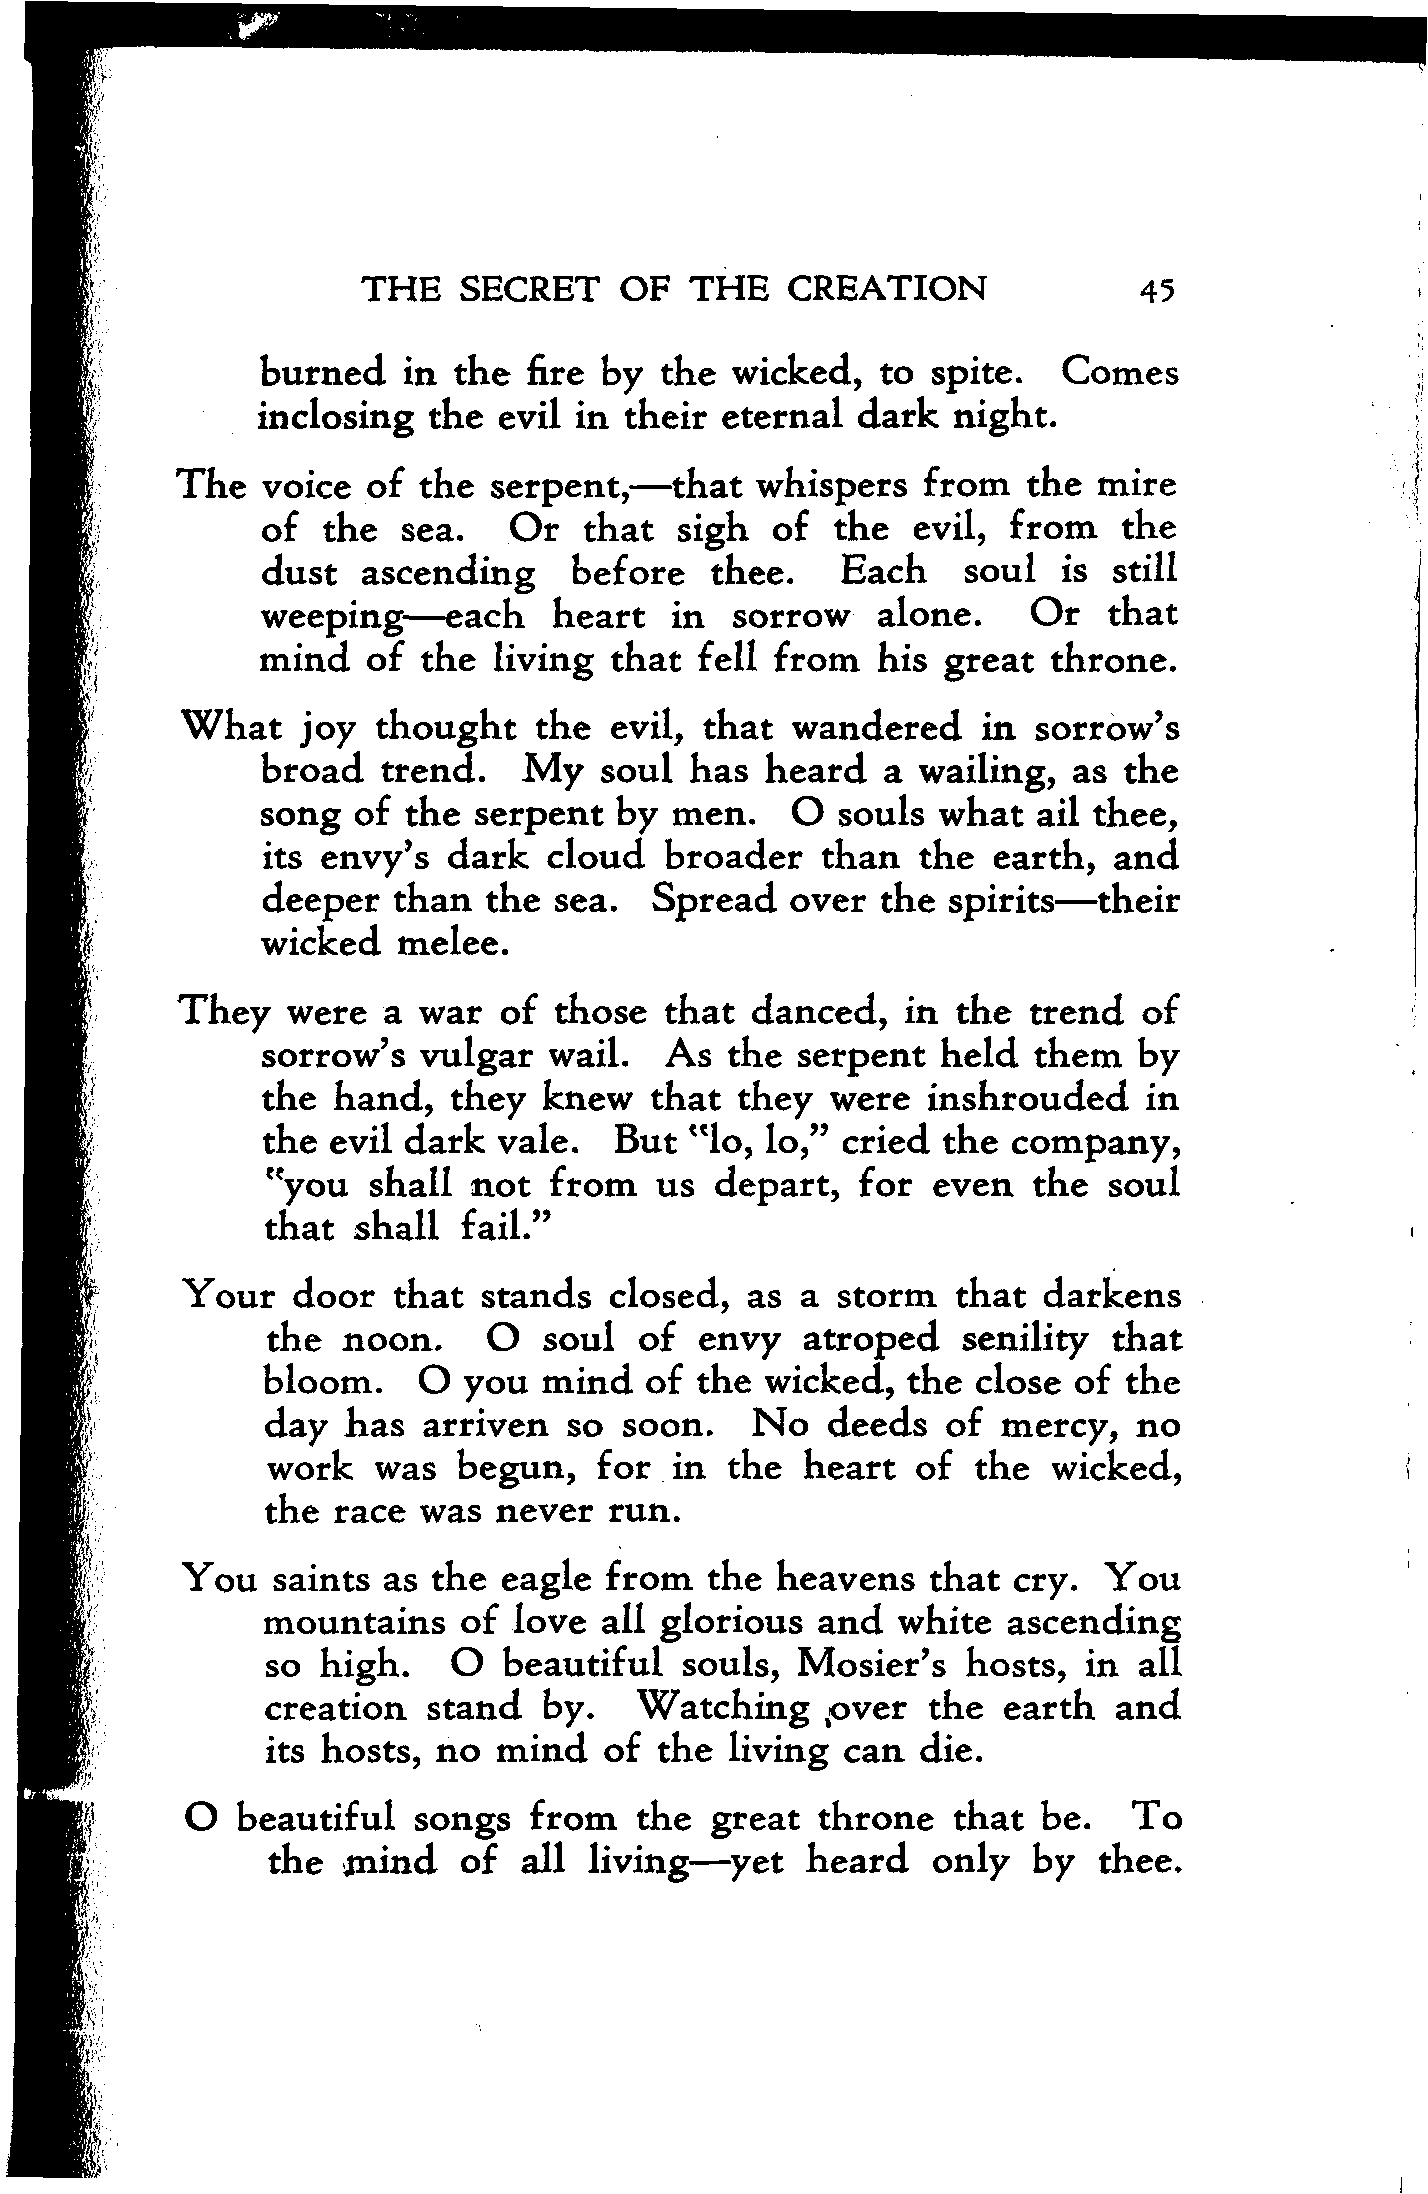 THE SECRET OF THE CREATION 45
burned in the fire by the wicked, to spite. Comes
inclosing the evil in their eternal dark night.
The voice of the serpent,—that whispers from the mire
of the sea. Or that sigh of the evil, from the
dust ascending before thee. Each soul is still
weeping—each heart in sorrow alone. Or that
mind of the living that fell from his great throne.
What joy thought the evil, that wandered in sorrow's
broad trend. My soul has heard a wailing, as the
song of the serpent by men. O souls what ail thee,
its envy's dark cloud broader than the earth, and
deeper than the sea. Spread over the spirits—their
wicked melee.
They were a war of those that danced, in the trend of
sorrow's vulgar wail. As the serpent held them by
the hand, they knew that they were inshrouded in
the evil dark vale. But "lo, lo," cried the company,
"you shall not from us depart, for even the soul
that shall fail."
Your door that stands closed, as a storm that darkens
the noon. O soul of envy atroped senility that
bloom. O you mind of the wicked, the close of the
day has arriven so soon. No deeds of mercy, no
work was begun, for in the heart of the wicked,
the race was never run.
You saints as the eagle from the heavens that cry. You
mountains of love all glorious and white ascending
so high. O beautiful souls, Mosier's hosts, in all
creation stand by. Watching over the earth and
its hosts, no mind of the living can die.
O beautiful songs from the great throne that be. To
the mind of all living—yet heard only by thee.